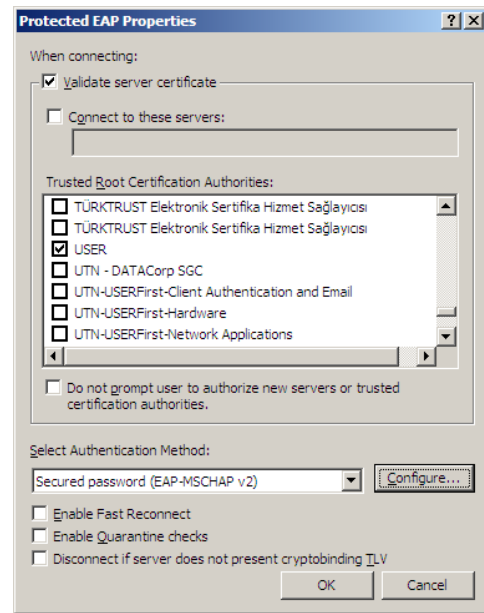 Protected EAP Properties
When connecting:
Validate server certificate
Connect to these servers:
Trusted Root Certification Authorities:
TÜRKTRUST Elektronik Sertifika Hizmet Sağlayıcısı
TÜRKTRUST Elektronik Sertifika Hizmet Sağlayıcısı
USER
UTN - DATACorp SGC
UTN-USERFirst-Client Authentication and Email
UTN-USERFirst-Hardware
UTN-USERFirst-Network Applications
Do not prompt user to authorize new servers or trusted
certification authorities.
Select Authentication Method:
Secured password (EAP-MSCHAP v2)
Configure...
Enable Fast Reconnect
Enable Quarantine checks
Disconnect if server does not present cryptobinding TLV
OK Cancel